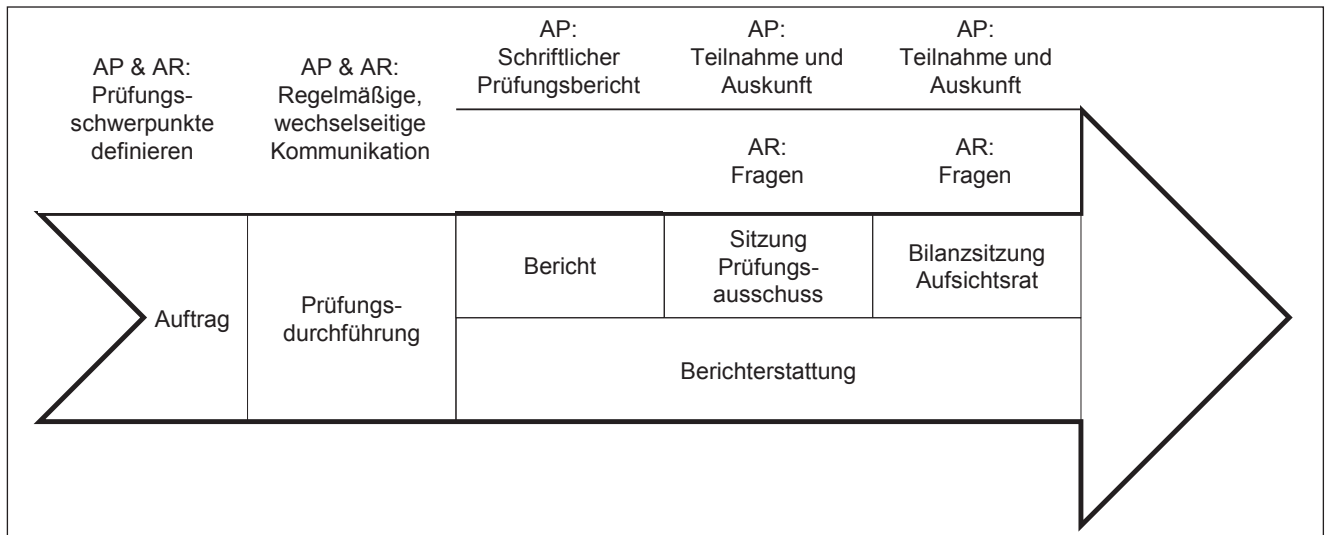 AP & AR:
Prüfungs-
schwerpunkte
definieren
AP & AR:
Regelmäßige,
wechselseitige
Kommunikation
AP:
Schriftlicher
Prüfungsbericht
AP:
Teilnahme und
Auskunft
AP:
Teilnahme und
Auskunft
AR:
Fragen
AR:
Fragen
Auftrag
Prüfungs-
durchführung
Bericht
Sitzung
Prüfungs-
ausschuss
Bilanzsitzung
Aufsichtsrat
Berichterstattung